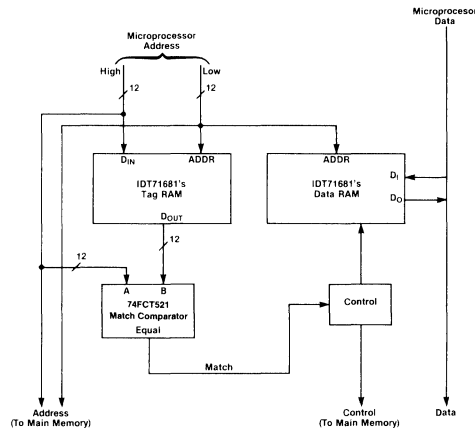 Microprocesor
Data
Microprocessor
Address
High
Low
12
12
DIN
ADDR
IDT71681's
Tag RAM
DOUT
ADDR
IDT71681's
Data RAM
DI
DO
12
12
A
B
74FCT521
Match Comparator
Equal
Control
Match
Address
(To Main Memory)
Control
(To Main Memory)
Data